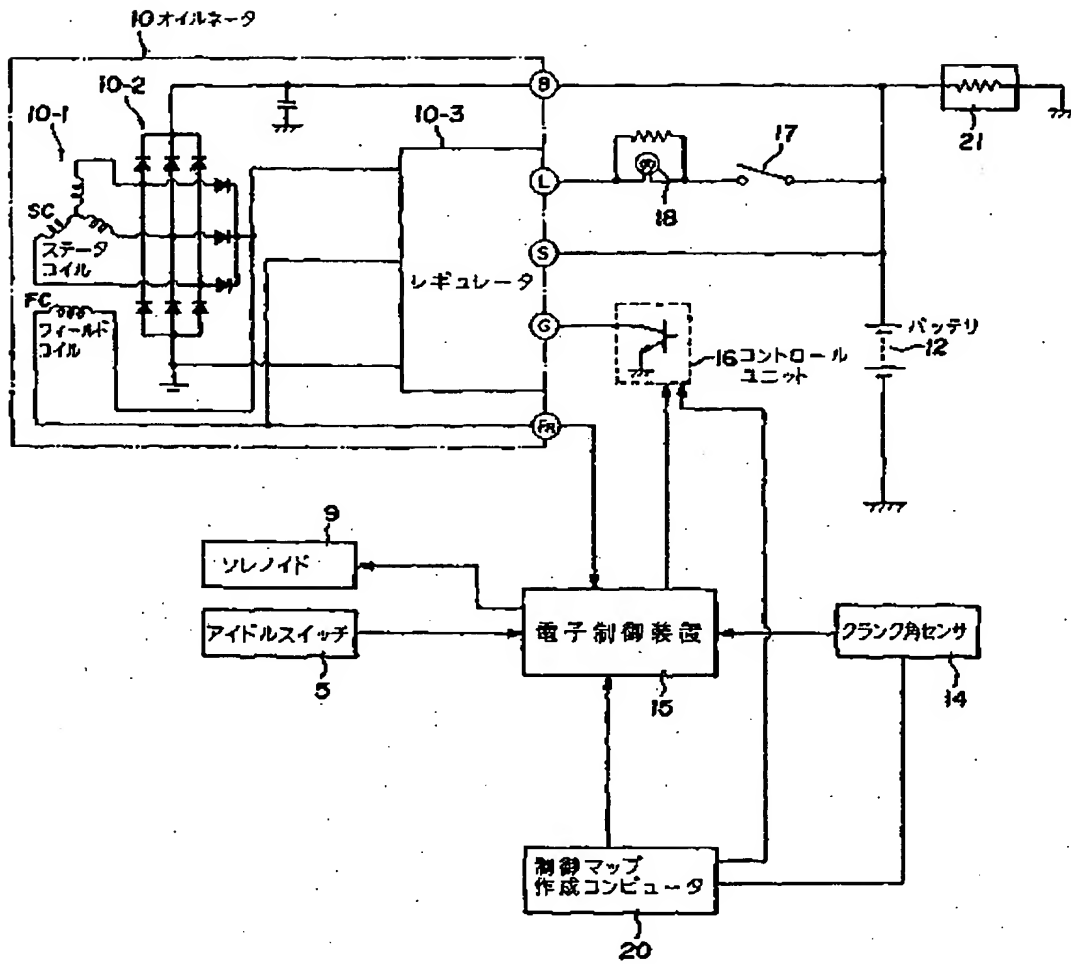 10 オイルネータ
10-2
10-1
10-3
B
21
17
L
18
SC
ステータ
コイル
S
レギュレータ
FC
フィールド
コイル
G
バッテリ
12
16 コントロール
ユニット
FR
9
ソレノイド
アイドルスイッチ
5
電子制御装置
15
クランク角センサ
14
制御マップ
作成コンピュータ
20